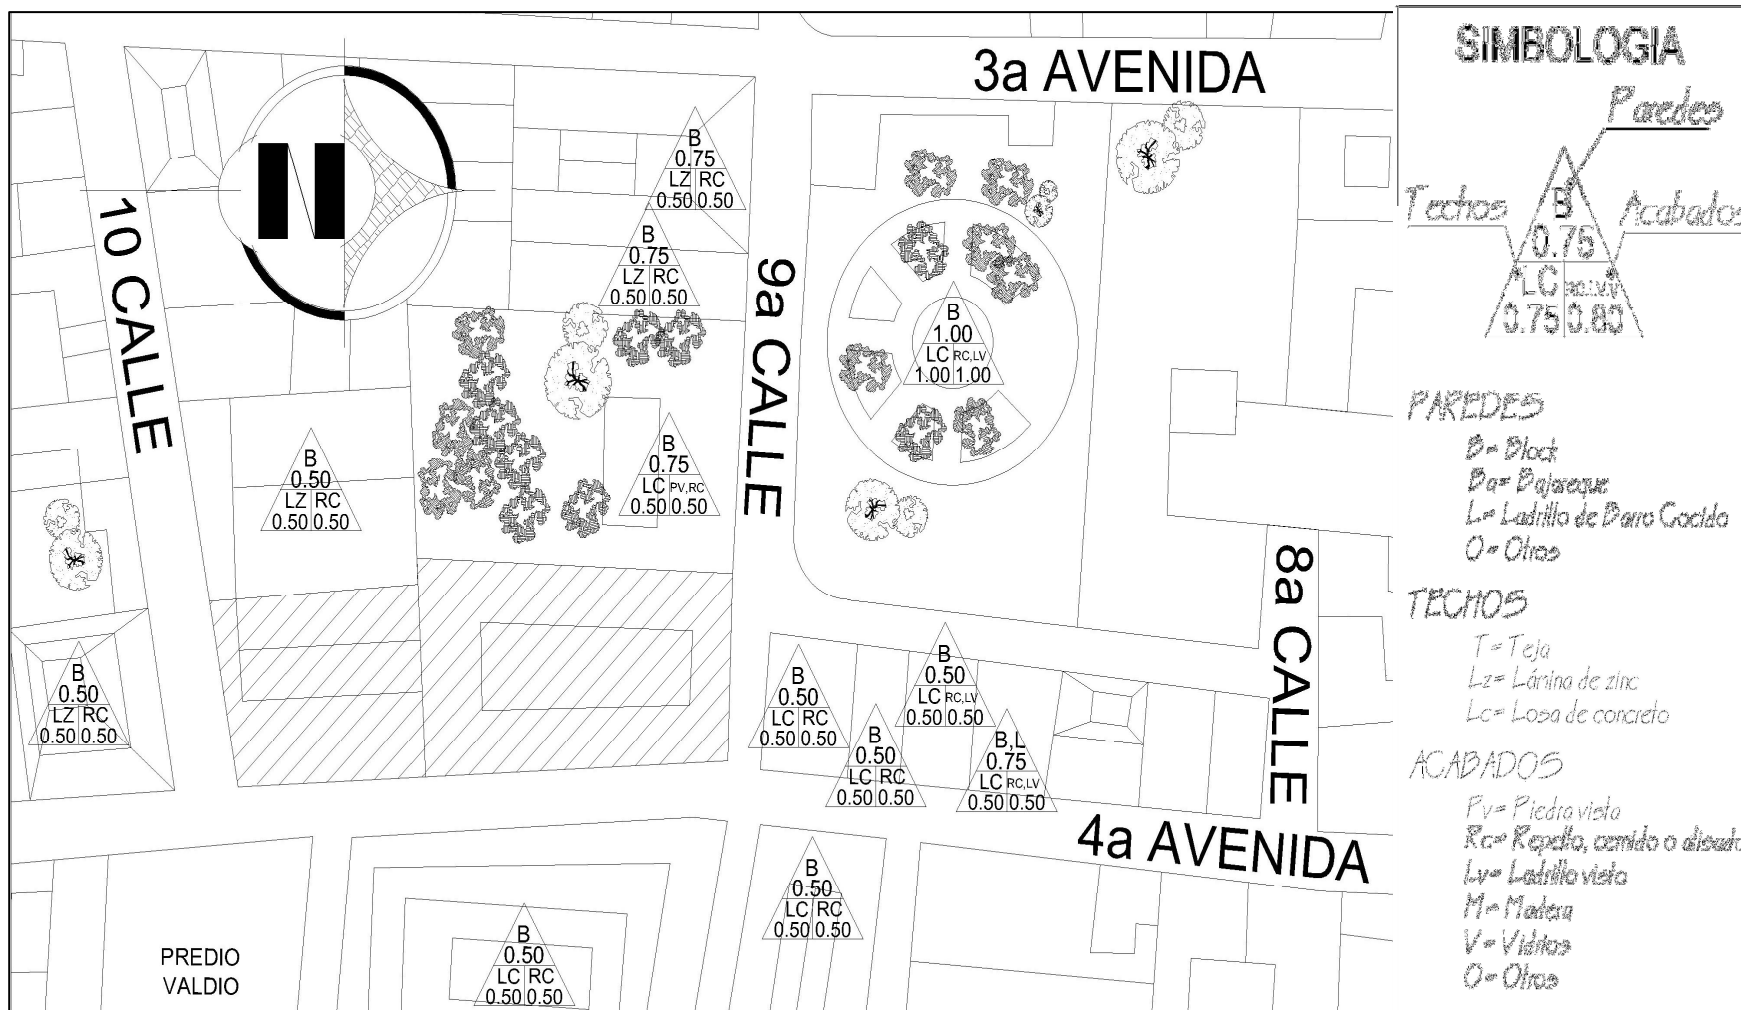 3a AVENIDA
10 CALLE
9a CALLE
8a CALLE
4a AVENIDA
B
0.75
LZ RC
0.50 0.50
B
0.75
LZ RC
0.50 0.50
B
1.00
LC RC,LV
1.00 1.00
B
0.50
LZ RC
0.50 0.50
B
0.75
LC PV,RC
0.50 0.50
B
0.50
LZ RC
0.50 0.50
B
0.50
LC RC
0.50 0.50
B
0.50
LC RC,LV
0.50 0.50
B
0.50
LC RC
0.50 0.50
B,L
0.75
LC RC,LV
0.50 0.50
B
0.50
LC RC
0.50 0.50
B
0.50
LC RC
0.50 0.50
PREDIO
VALDIO
N
SIMBOLOGIA
Paredes
Techos
Acabados
B
0.75
LC
0.75 0.80
PAREDES
B= Block
Ba= Bajareque
L= Ladrillo de Barro Cocido
O= Otros
TECHOS
T= Teja
Lz= Lámina de zinc
Lc= Losa de concreto
ACABADOS
Pv= Piedra vista
Rc= Repello, cernido o alisado
Lv= Ladrillo visto
M= Madera
V= Vidrios
O= Otros